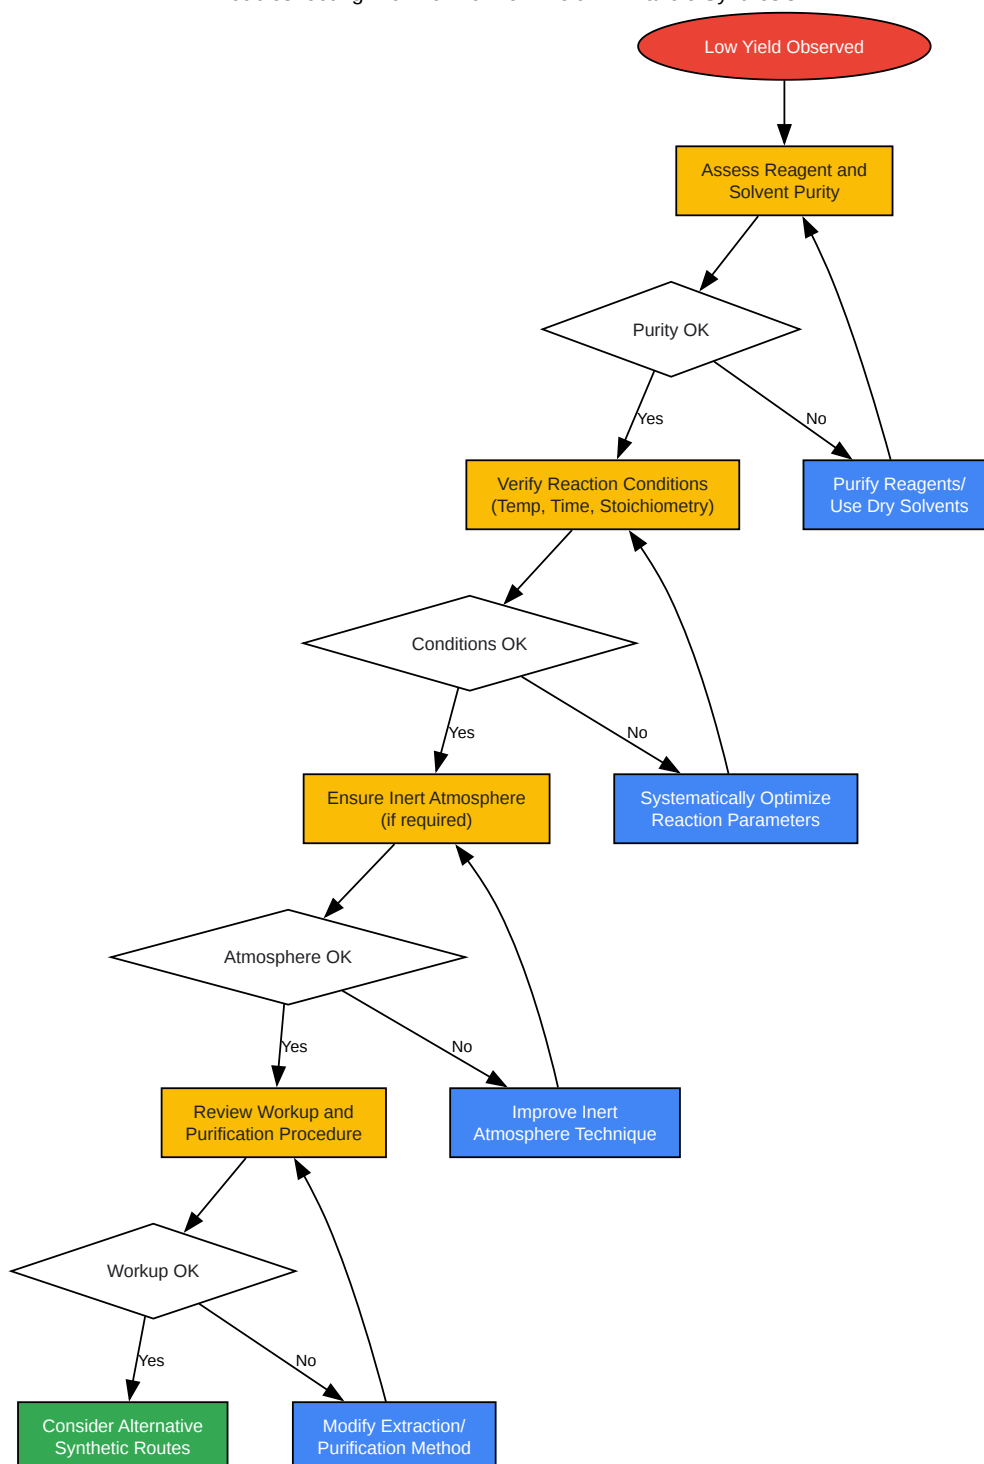 Low Yield Observed
Assess Reagent and
Solvent Purity
Purity OK
Yes
No
Verify Reaction Conditions
(Temp, Time, Stoichiometry)
Purify Reagents/
Use Dry Solvents
Conditions OK
Yes
No
Ensure Inert Atmosphere
(if required)
Systematically Optimize
Reaction Parameters
Atmosphere OK
Yes
No
Review Workup and
Purification Procedure
Improve Inert
Atmosphere Technique
Workup OK
Yes
No
Consider Alternative
Synthetic Routes
Modify Extraction/
Purification Method